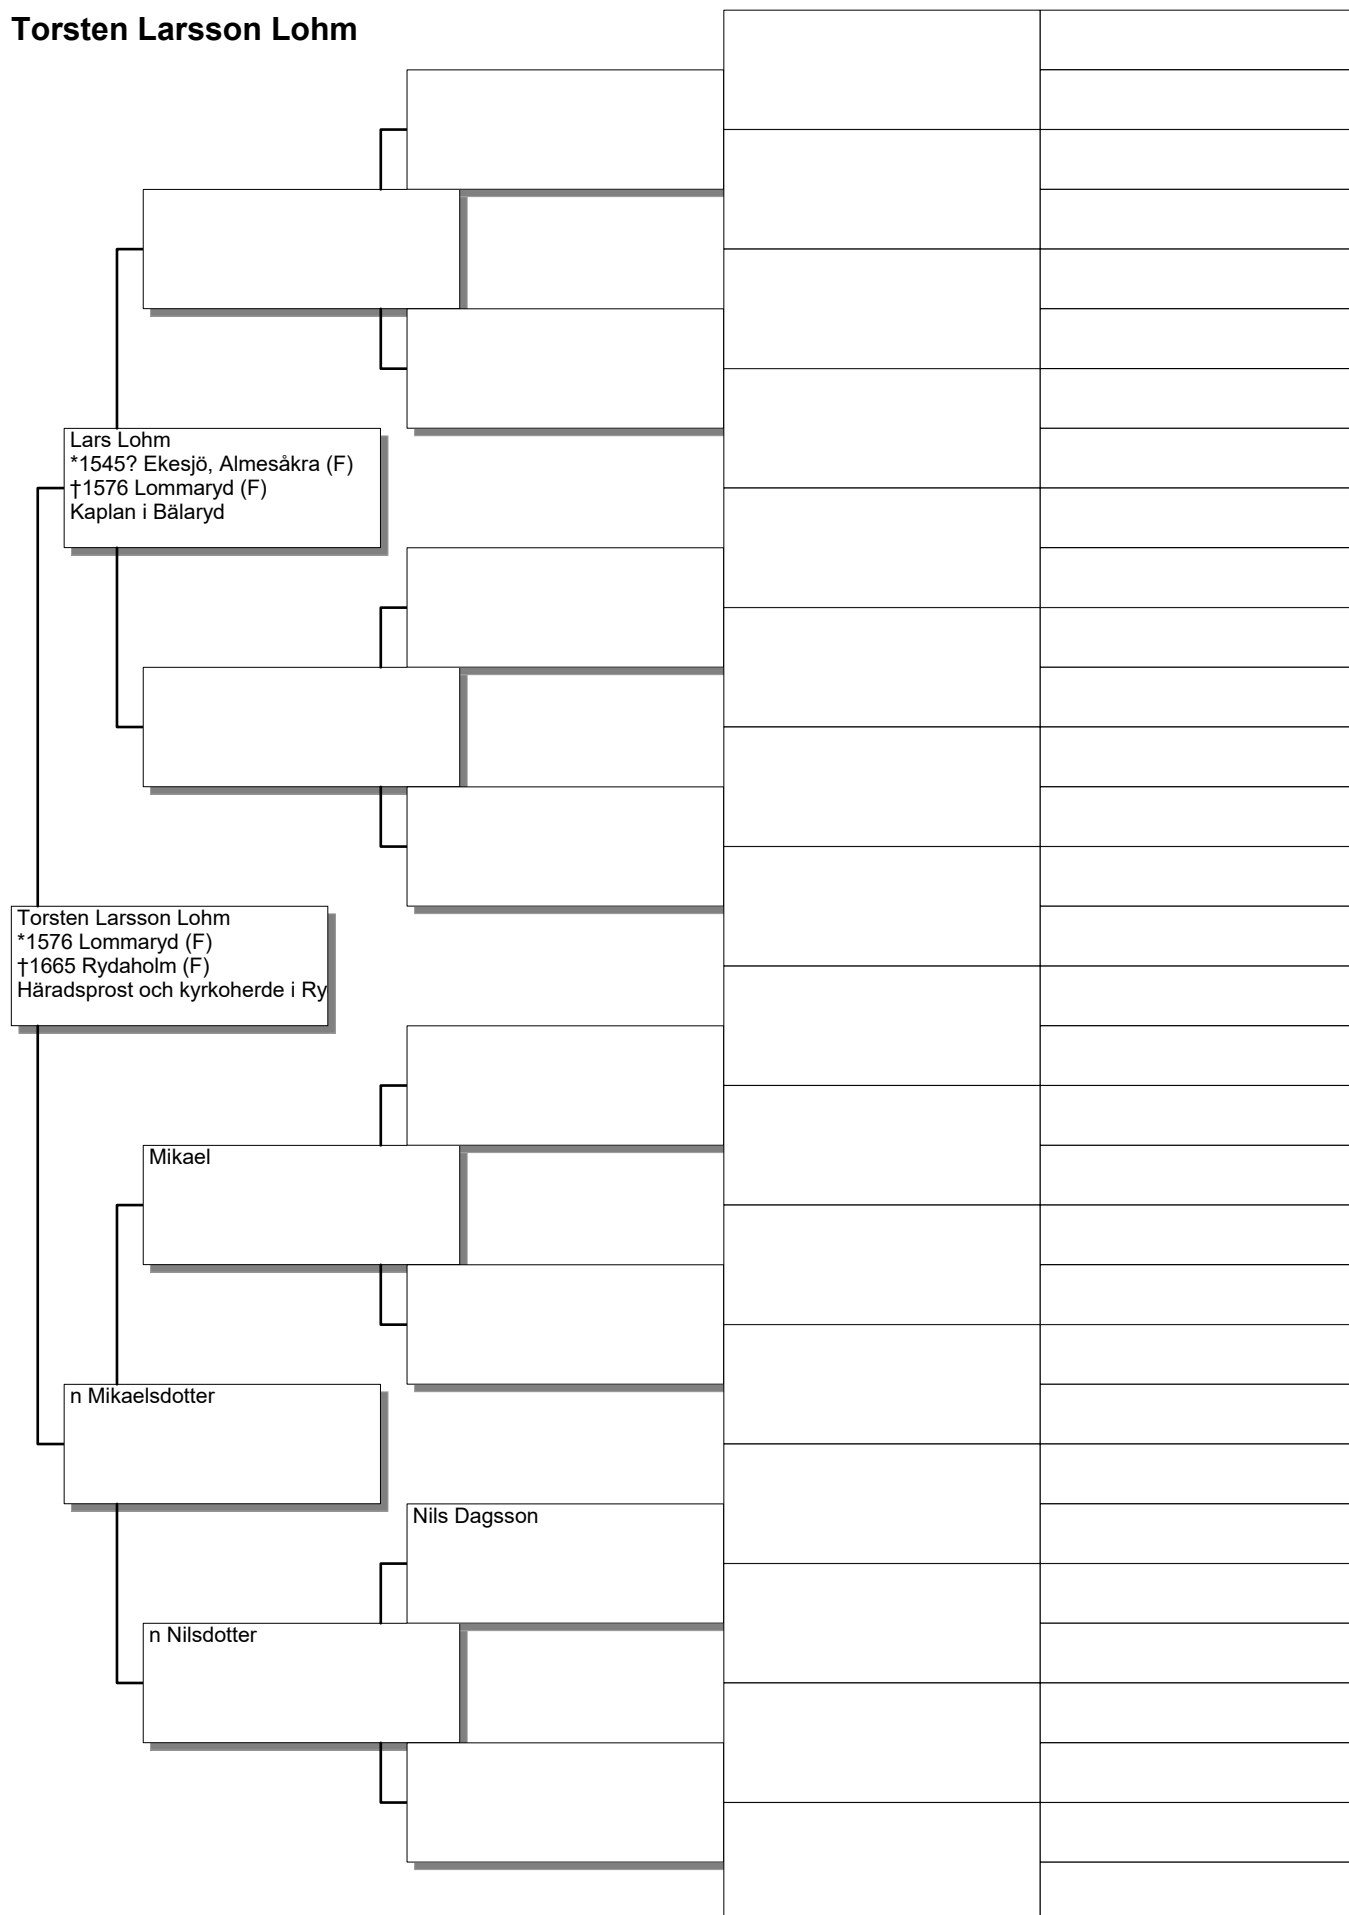 Torsten Larsson Lohm
Lars Lohm
*1545? Ekesjö, Almesåkra (F)
†1576 Lommaryd (F)
Kaplan i Bälaryd
Torsten Larsson Lohm
*1576 Lommaryd (F)
†1665 Rydaholm (F)
Häradsprost och kyrkoherde i Ry
Mikael
n Mikaelsdotter
Nils Dagsson
n Nilsdotter